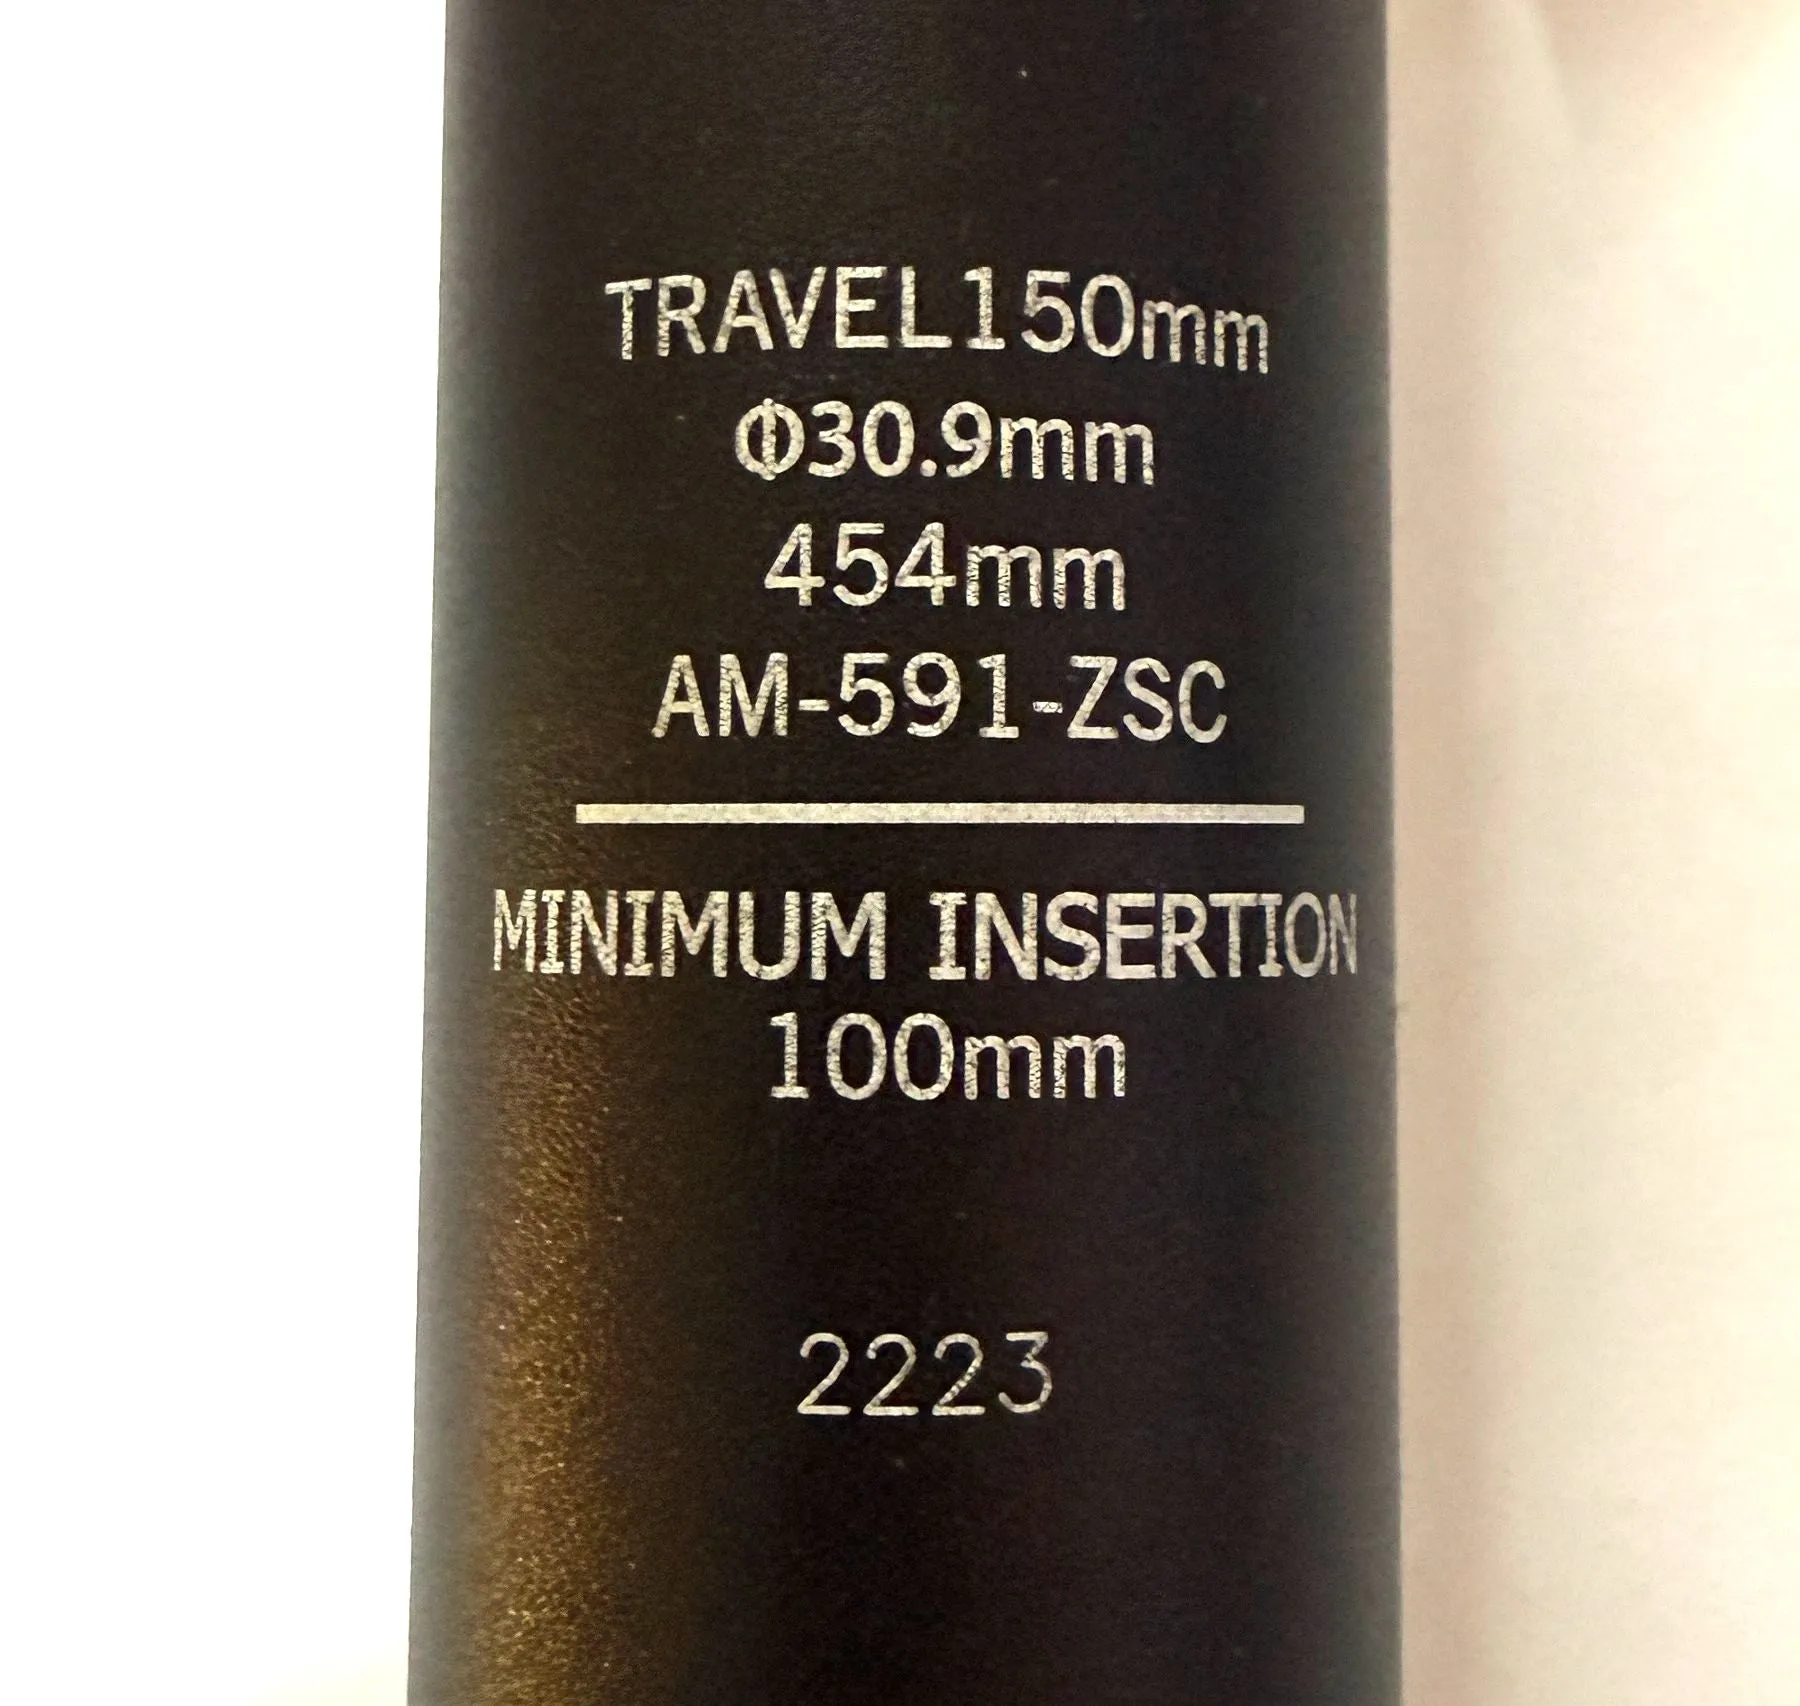 TRAVEL150mm
Φ30.9mm
454mm
AM-591-ZSC
MINIMUM INSERTION
100mm
2223